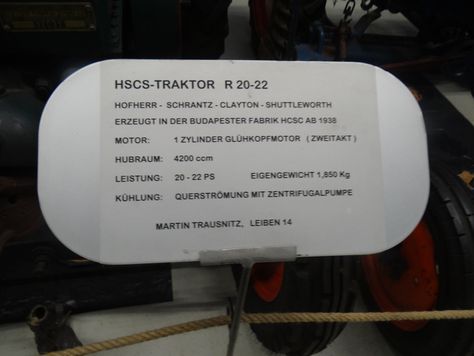 HSCS-TRAKTOR R 20-22
HOFHERR - SCHRANTZ - CLAYTON - SHUTTLEWORTH
ERZEUGT IN DER BUDAPESTER FABRIK HCSC AB 1938
MOTOR: 1 ZYLINDER GLÜHKOPFMOTOR ( ZWEITAKT )
HUBRAUM: 4200 ccm
LEISTUNG: 20 - 22 PS EIGENGEWICHT 1,850 Kg
KÜHLUNG: QUERSTRÖMUNG MIT ZENTRIFUGALPUMPE
MARTIN TRAUSNITZ, LEIBEN 14